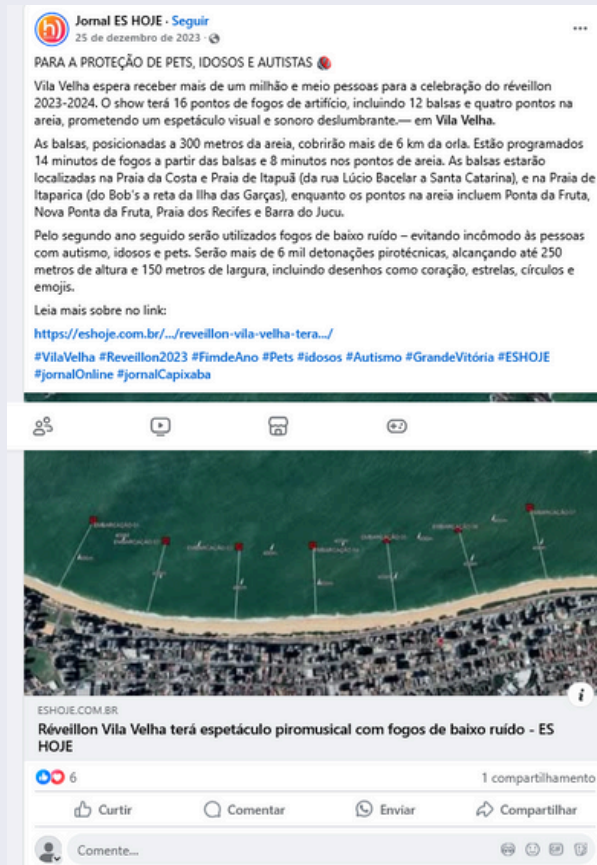 Jornal ES HOJE · Seguir
25 de dezembro de 2023 ·
PARA A PROTEÇÃO DE PETS, IDOSOS E AUTISTAS
Vila Velha espera receber mais de um milhão e meio pessoas para a celebração do réveillon
2023-2024. O show terá 16 pontos de fogos de artifício, incluindo 12 balsas e quatro pontos na
areia, prometendo um espetáculo visual e sonoro deslumbrante.— em Vila Velha.
As balsas, posicionadas a 300 metros da areia, cobrirão mais de 6 km da orla. Estão programados
14 minutos de fogos a partir das balsas e 8 minutos nos pontos de areia. As balsas estarão
localizadas na Praia da Costa e Praia de Itapuã (da rua Lúcio Bacelar a Santa Catarina), e na Praia de
Itaparica (do Bob's a reta da Ilha das Garças), enquanto os pontos na areia incluem Ponta da Fruta,
Nova Ponta da Fruta, Praia dos Recifes e Barra do Jucu.
Pelo segundo ano seguido serão utilizados fogos de baixo ruído – evitando incômodo às pessoas
com autismo, idosos e pets. Serão mais de 6 mil detonações pirotécnicas, alcançando até 250
metros de altura e 150 metros de largura, incluindo desenhos como coração, estrelas, círculos e
emojis.
Leia mais sobre no link:
https://eshoje.com.br/.../reveillon-vila-velha-tera.../
#VilaVelha #Reveillon2023 #FimdeAno #Pets #idosos #Autismo #GrandeVitória #ESHOJE
#jornalOnline #jornalCapixaba
ESHOJE.COM.BR
Réveillon Vila Velha terá espetáculo piromusical com fogos de baixo ruído - ES
HOJE
6
1 compartilhamento
Curtir Comentar Enviar Compartilhar
Comente...